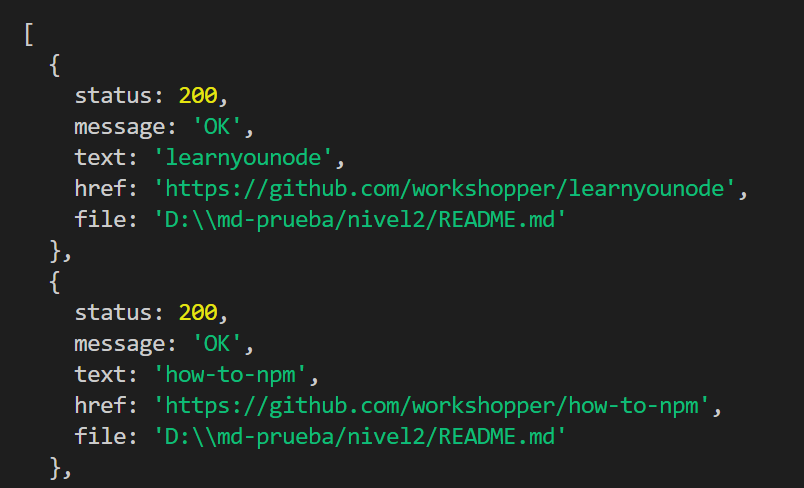 [
  {
    status: 200,
    message: 'OK',
    text: 'learnyounode',
    href: 'https://github.com/workshopper/learnyounode',
    file: 'D:\\md-prueba/nivel2/README.md'
  },
  {
    status: 200,
    message: 'OK',
    text: 'how-to-npm',
    href: 'https://github.com/workshopper/how-to-npm',
    file: 'D:\\md-prueba/nivel2/README.md'
  },